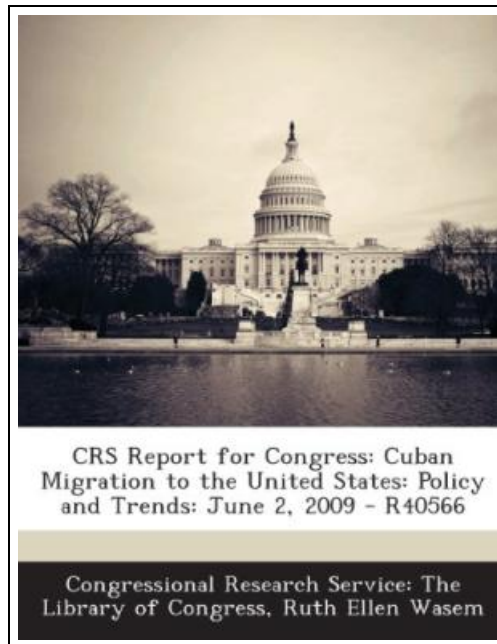 CRS Report for Congress: Cuban
Migration to the United States: Policy
and Trends: June 2, 2009 - R40566
Congressional Research Service: The
Library of Congress, Ruth Ellen Wasem